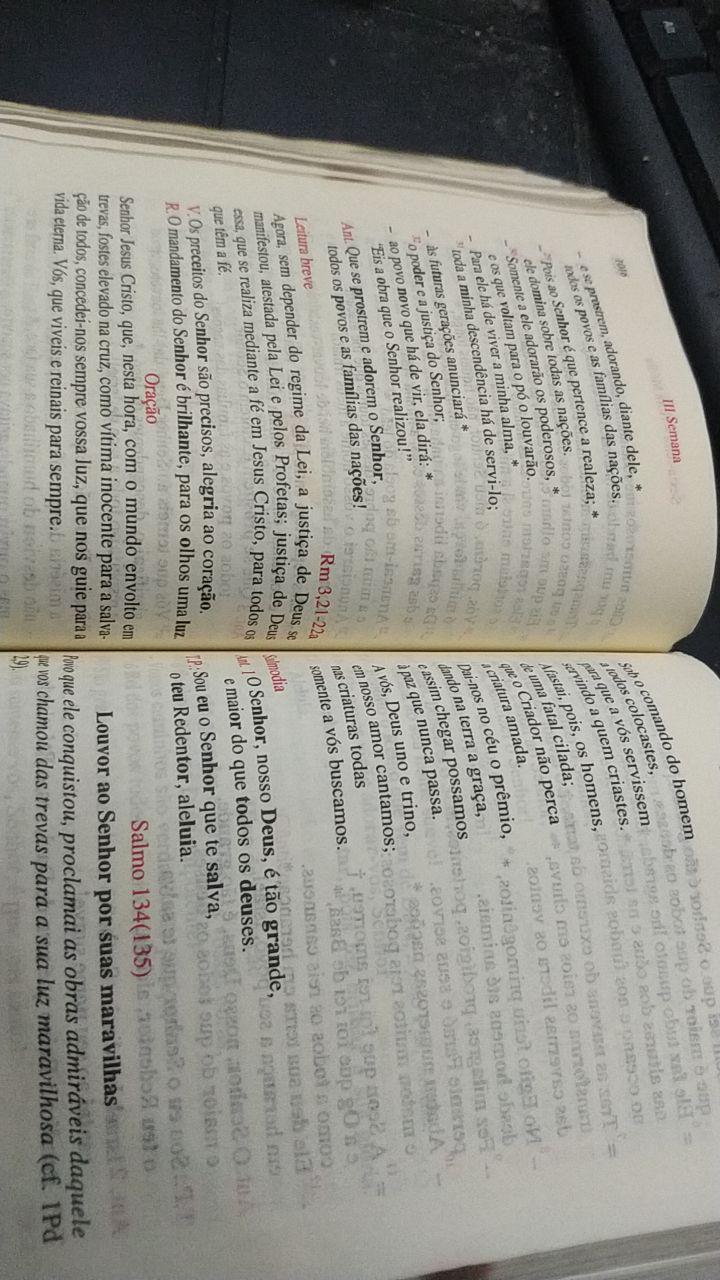 III Semana
– e se prostrem, adorando, diante dele, *
todos os povos e as famílias das nações.
– ²⁹Pois ao Senhor é que pertence a realeza; *
ele domina sobre todas as nações.
– ³⁰Somente a ele adorarão os poderosos, *
e os que voltam para o pó o louvarão.
– Para ele há de viver a minha alma, *
³¹toda a minha descendência há de servi-lo;
– às futuras gerações anunciará *
³²o poder e a justiça do Senhor;
– ao povo novo que há de vir, ela dirá: *
“Eis a obra que o Senhor realizou!”
Ant. Que se prostrem e adorem o Senhor,
todos os povos e as famílias das nações!
Leitura breve Rm 3,21-22a
Agora, sem depender do regime da Lei, a justiça de Deus se
manifestou, atestada pela Lei e pelos Profetas; justiça de Deus
essa, que se realiza mediante a fé em Jesus Cristo, para todos os
que têm a fé.
V. Os preceitos do Senhor são precisos, alegria ao coração.
R. O mandamento do Senhor é brilhante, para os olhos uma luz.
Oração
Senhor Jesus Cristo, que, nesta hora, com o mundo envolto em
trevas, fostes elevado na cruz, como vítima inocente para a salva-
ção de todos, concedei-nos sempre vossa luz, que nos guie para a
vida eterna. Vós, que viveis e reinais para sempre.
Sob o comando do homem
a todos colocastes,
para que a vós servissem
servindo a quem criastes.
Afastai, pois, os homens,
de uma fatal cilada;
que o Criador não perca
a criatura amada.
Dai-nos no céu o prêmio,
dando na terra a graça,
e assim chegar possamos
à paz que nunca passa.
A vós, Deus uno e trino,
em nosso amor cantamos;
nas criaturas todas
somente a vós buscamos.
Salmodia
Ant. 1 O Senhor, nosso Deus, é tão grande,
e maior do que todos os deuses.
T.P.: Sou eu o Senhor que te salva,
o teu Redentor, aleluia.
Salmo 134(135)
Louvor ao Senhor por suas maravilhas
Povo que ele conquistou, proclamai as obras admiráveis daquele
que vos chamou das trevas para a sua luz maravilhosa (cf. 1Pd
2,9).